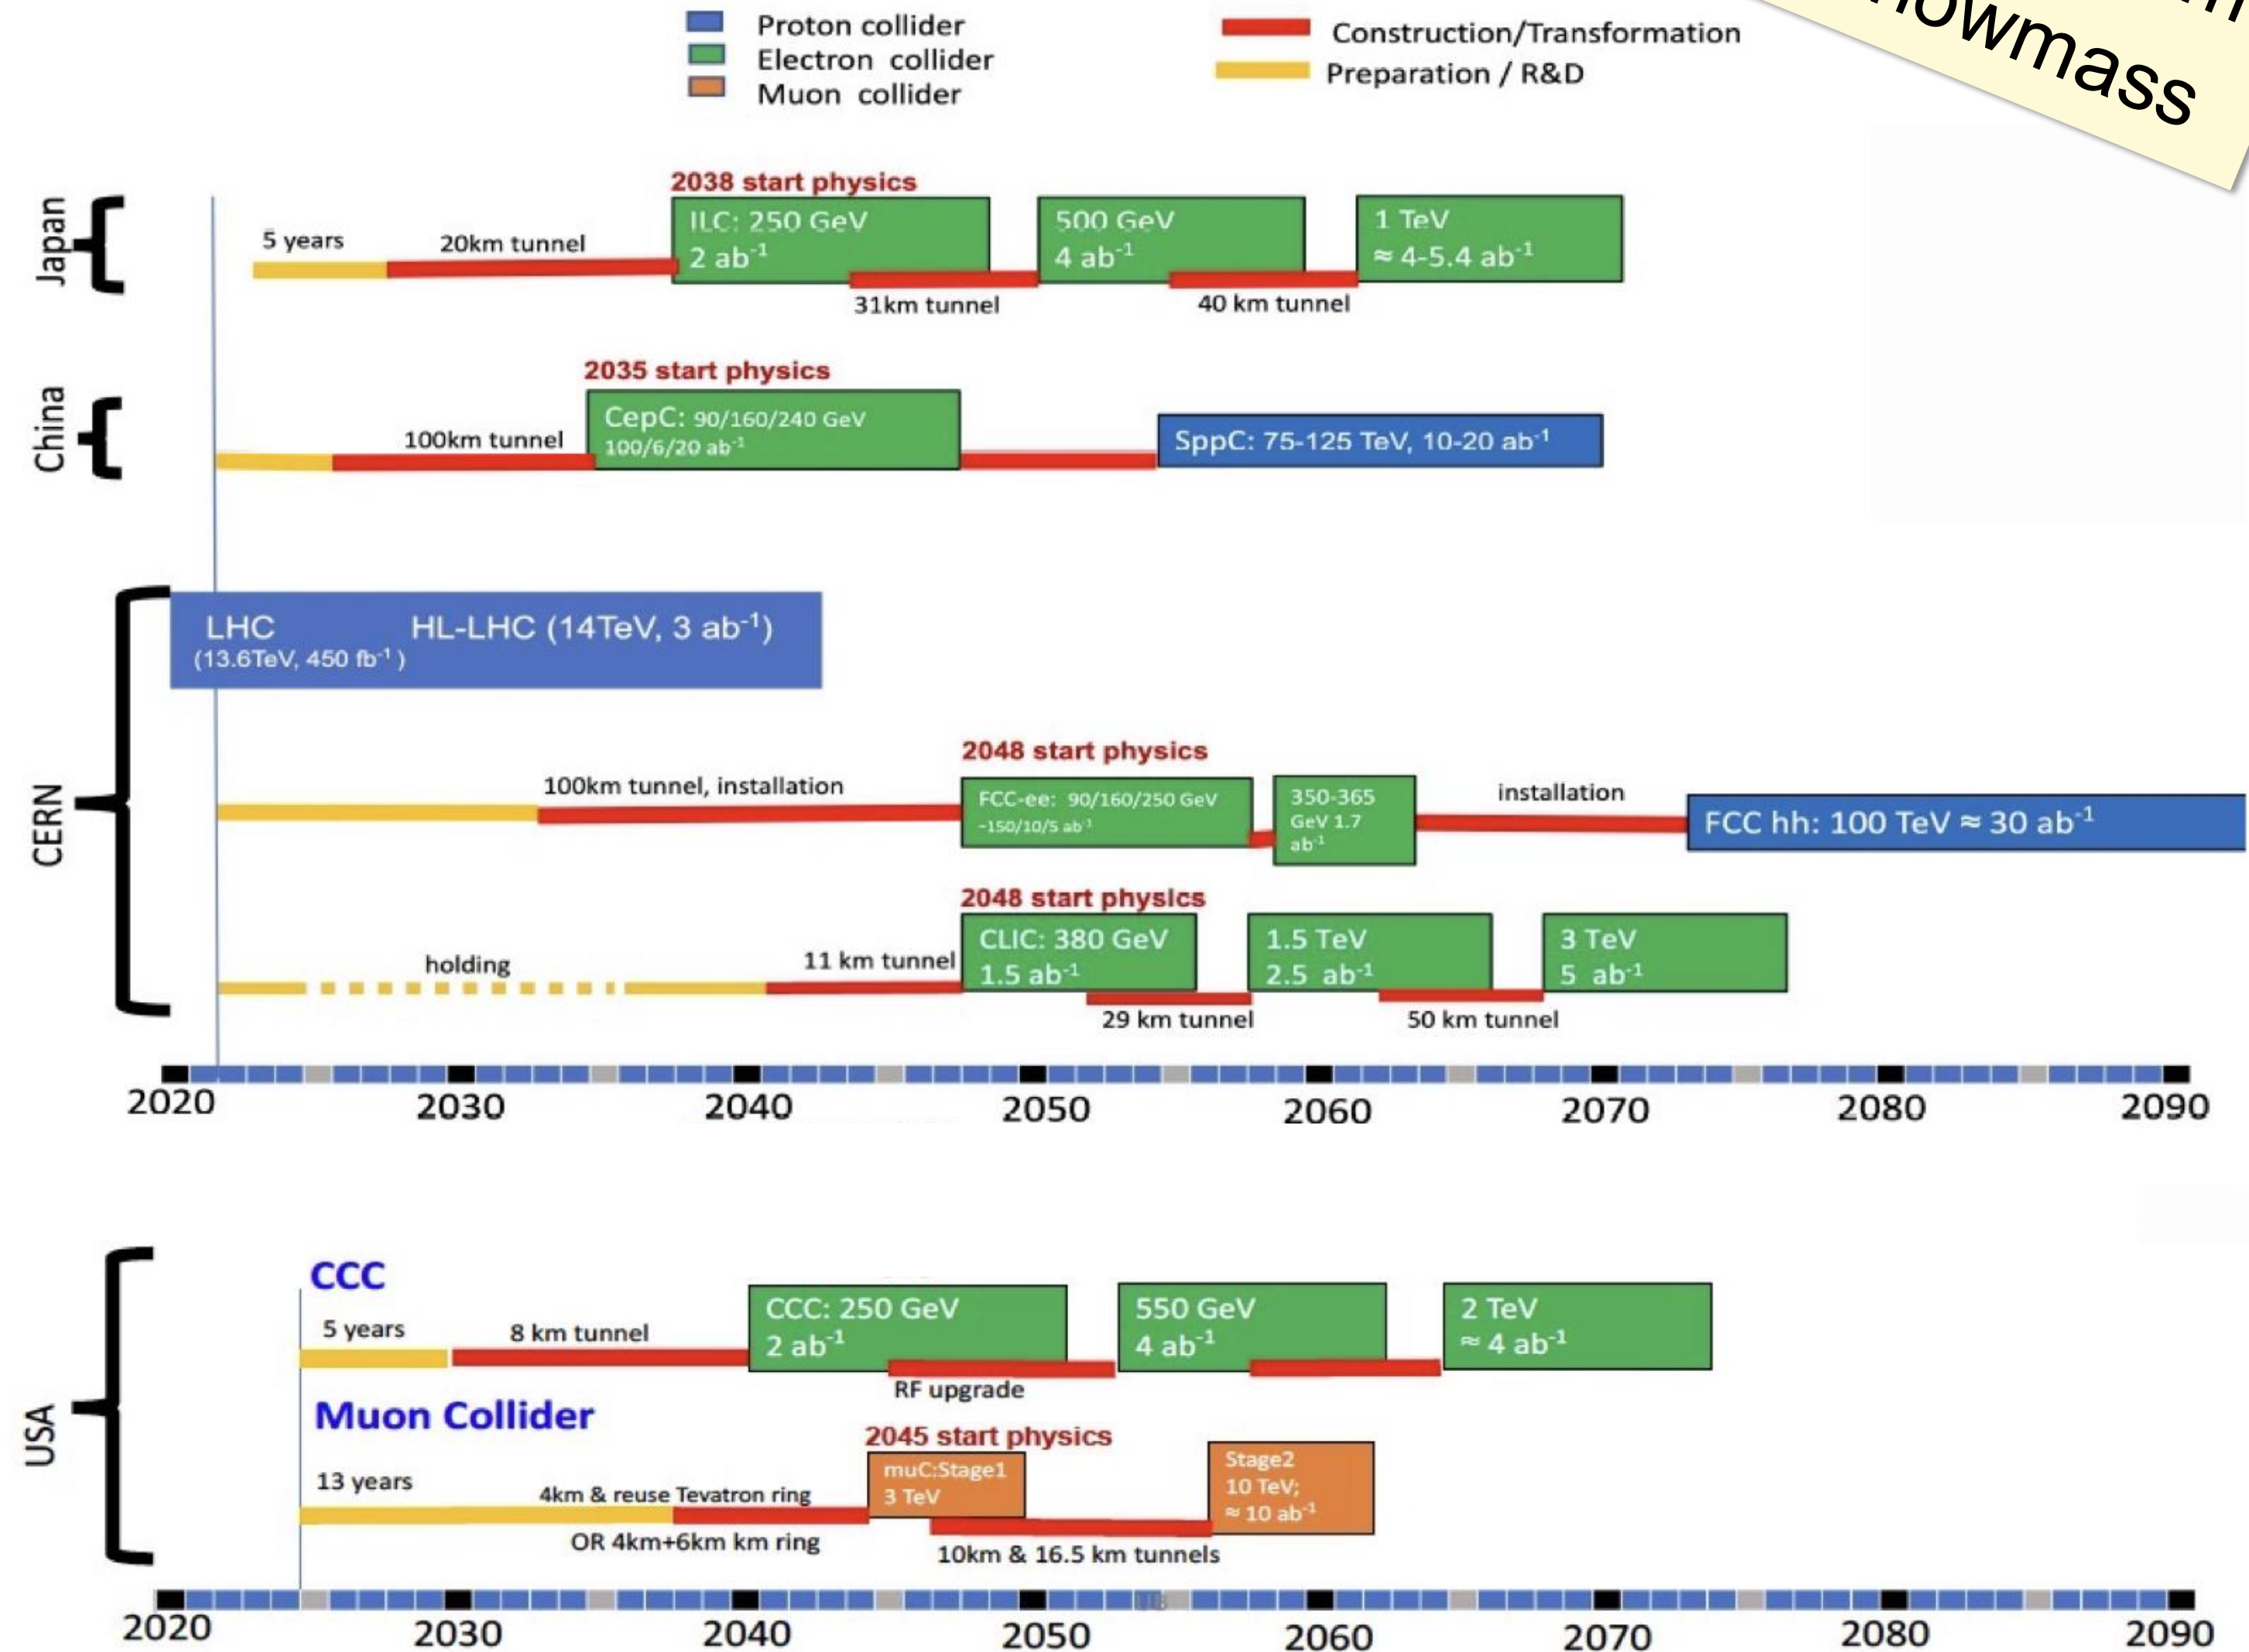 Proton collider
Electron collider
Muon collider
Construction/Transformation
Preparation / R&D
nowmass
Japan
5 years
20km tunnel
2038 start physics
ILC: 250 GeV
2 ab⁻¹
31km tunnel
500 GeV
4 ab⁻¹
40 km tunnel
1 TeV
≈ 4-5.4 ab⁻¹
China
100km tunnel
2035 start physics
CepC: 90/160/240 GeV
100/6/20 ab⁻¹
SppC: 75-125 TeV, 10-20 ab⁻¹
CERN
LHC
(13.6TeV, 450 fb⁻¹ )
HL-LHC (14TeV, 3 ab⁻¹)
100km tunnel, installation
2048 start physics
FCC-ee: 90/160/250 GeV
~150/10/5 ab⁻¹
350-365
GeV 1.7
ab⁻¹
installation
FCC hh: 100 TeV ≈ 30 ab⁻¹
holding
11 km tunnel
2048 start physics
CLIC: 380 GeV
1.5 ab⁻¹
29 km tunnel
1.5 TeV
2.5 ab⁻¹
50 km tunnel
3 TeV
5 ab⁻¹
2020 2030 2040 2050 2060 2070 2080 2090
USA
CCC
5 years
8 km tunnel
CCC: 250 GeV
2 ab⁻¹
RF upgrade
550 GeV
4 ab⁻¹
2 TeV
≈ 4 ab⁻¹
Muon Collider
13 years
4km & reuse Tevatron ring
OR 4km+6km km ring
2045 start physics
muC:Stage1
3 TeV
10km & 16.5 km tunnels
Stage2
10 TeV;
≈ 10 ab⁻¹
2020 2030 2040 2050 2060 2070 2080 2090